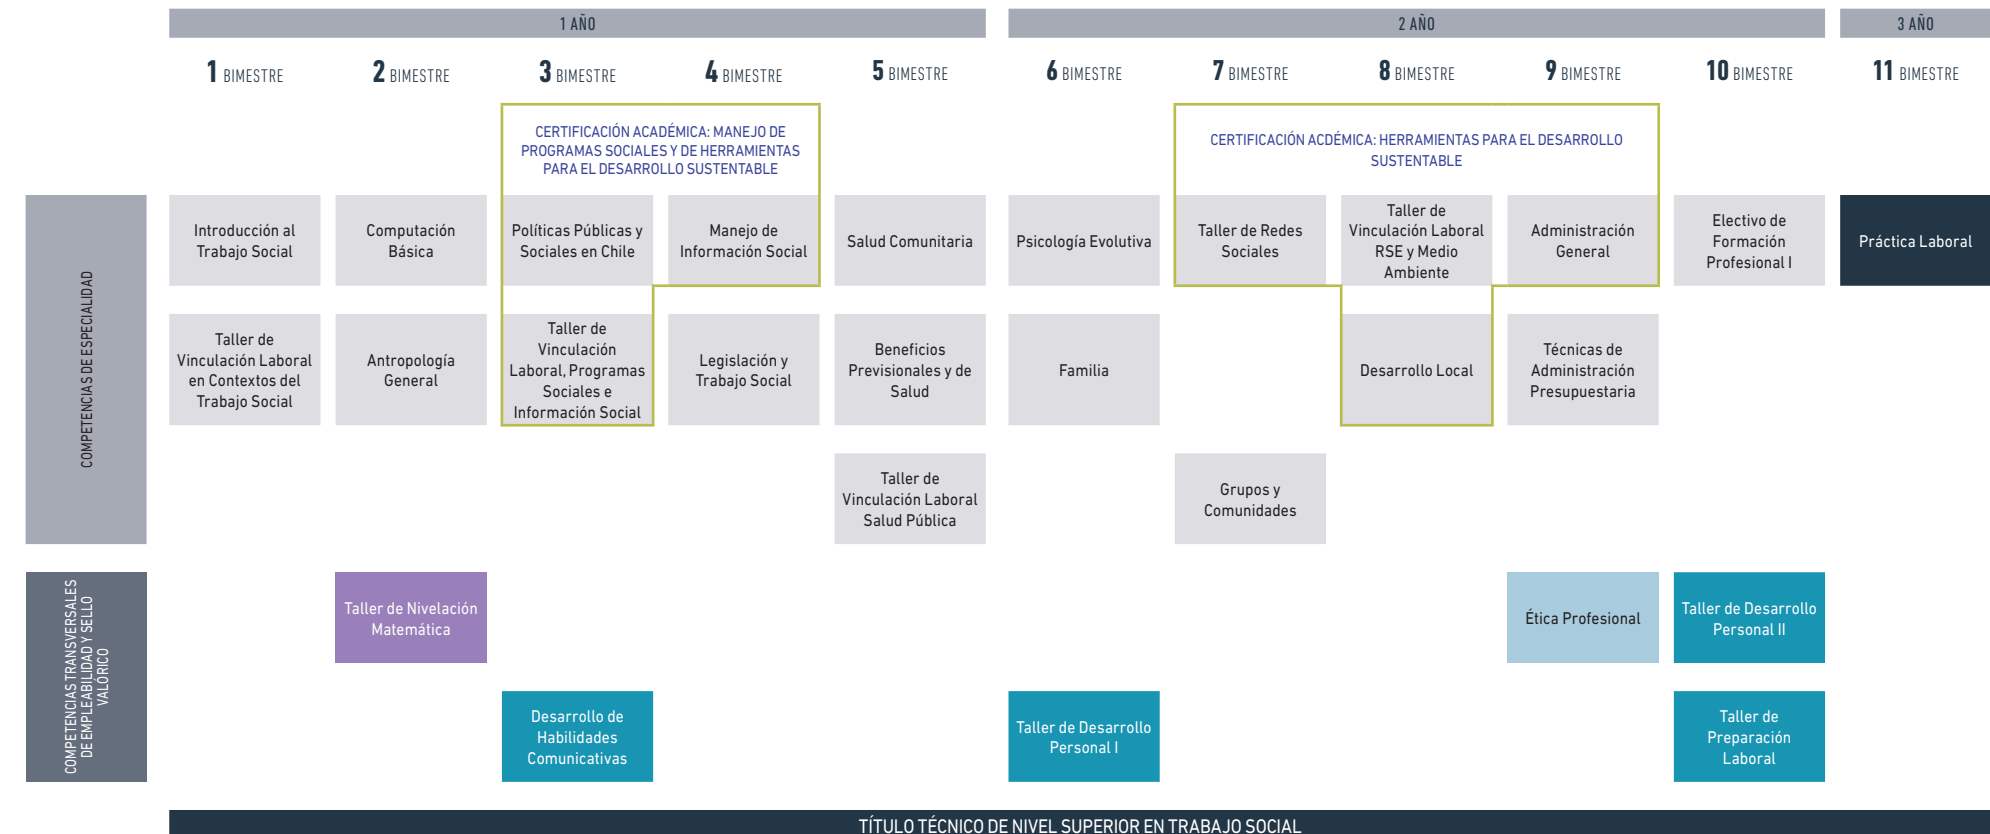 1 AÑO
2 AÑO
3 AÑO
1 BIMESTRE
2 BIMESTRE
3 BIMESTRE
4 BIMESTRE
5 BIMESTRE
6 BIMESTRE
7 BIMESTRE
8 BIMESTRE
9 BIMESTRE
10 BIMESTRE
11 BIMESTRE
CERTIFICACIÓN ACADÉMICA: MANEJO DE
PROGRAMAS SOCIALES Y DE HERRAMIENTAS
PARA EL DESARROLLO SUSTENTABLE
CERTIFICACIÓN ACDÉMICA: HERRAMIENTAS PARA EL DESARROLLO
SUSTENTABLE
COMPETENCIAS DE ESPECIALIDAD
Introducción al
Trabajo Social
Computación
Básica
Políticas Públicas y
Sociales en Chile
Manejo de
Información Social
Salud Comunitaria
Psicología Evolutiva
Taller de Redes
Sociales
Taller de
Vinculación Laboral
RSE y Medio
Ambiente
Administración
General
Electivo de
Formación
Profesional I
Práctica Laboral
Taller de
Vinculación Laboral
en Contextos del
Trabajo Social
Antropología
General
Taller de
Vinculación
Laboral, Programas
Sociales e
Información Social
Legislación y
Trabajo Social
Beneficios
Previsionales y de
Salud
Familia
Desarrollo Local
Técnicas de
Administración
Presupuestaria
Taller de
Vinculación Laboral
Salud Pública
Grupos y
Comunidades
COMPETENCIAS TRANSVERSALES
DE EMPLEABILIDAD Y SELLO
VALÓRICO
Taller de Nivelación
Matemática
Ética Profesional
Taller de Desarrollo
Personal II
Desarrollo de
Habilidades
Comunicativas
Taller de Desarrollo
Personal I
Taller de
Preparación
Laboral
TÍTULO TÉCNICO DE NIVEL SUPERIOR EN TRABAJO SOCIAL